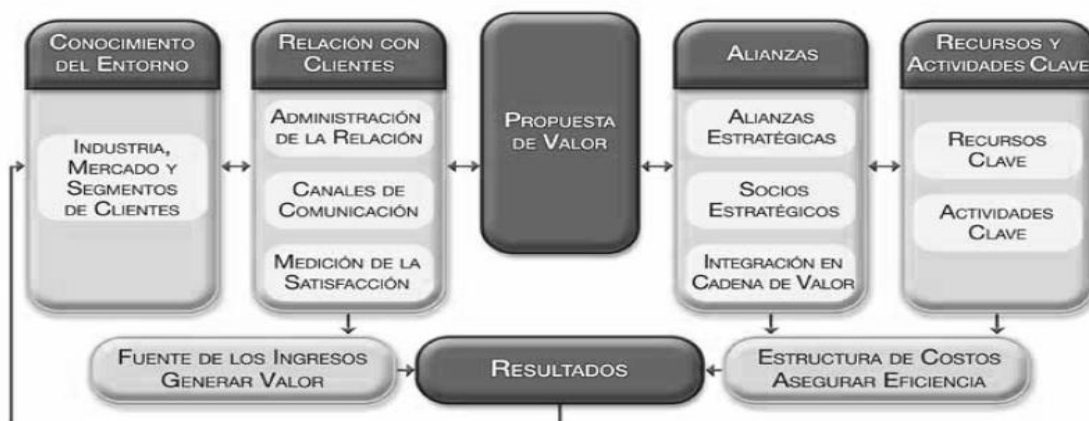 CONOCIMIENTO
DEL ENTORNO
INDUSTRIA,
MERCADO Y
SEGMENTOS
DE CLIENTES
RELACIÓN CON
CLIENTES
ADMINISTRACIÓN
DE LA RELACIÓN
CANALES DE
COMUNICACIÓN
MEDICIÓN DE LA
SATISFACCIÓN
PROPUESTA
DE VALOR
ALIANZAS
ALIANZAS
ESTRATÉGICAS
SOCIOS
ESTRATÉGICOS
INTEGRACIÓN EN
CADENA DE VALOR
RECURSOS Y
ACTIVIDADES CLAVE
RECURSOS
CLAVE
ACTIVIDADES
CLAVE
FUENTE DE LOS INGRESOS
GENERAR VALOR
RESULTADOS
ESTRUCTURA DE COSTOS
ASEGURAR EFICIENCIA